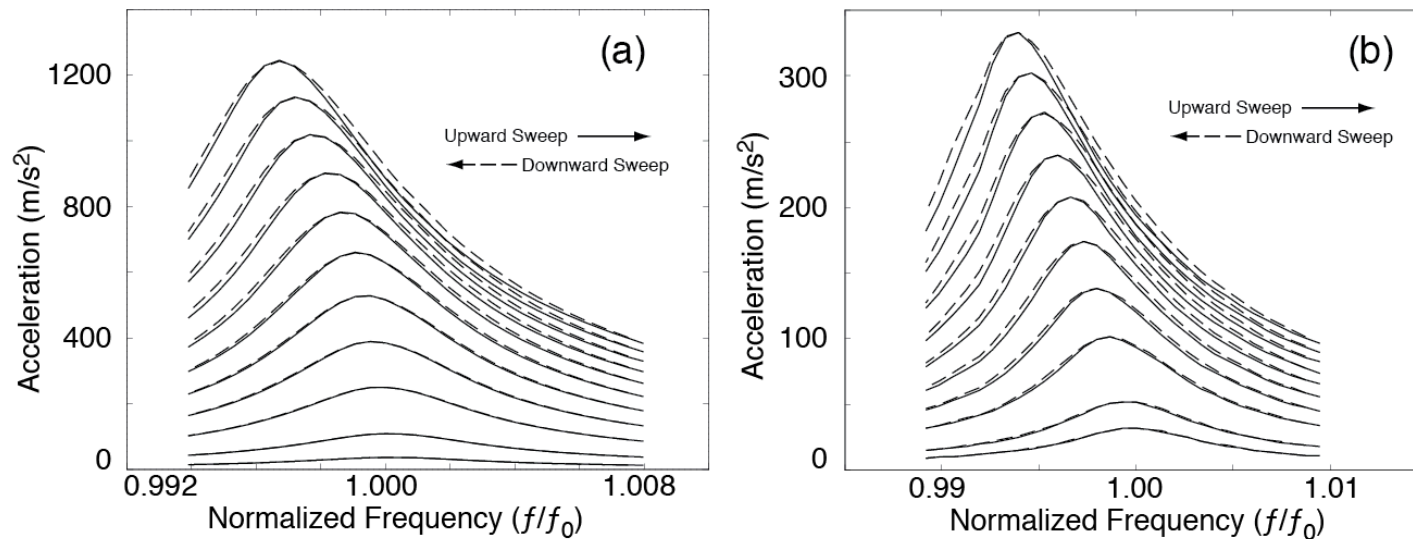 (a)
1200
800
400
0
Acceleration (m/s²)
Upward Sweep
Downward Sweep
0.992
1.000
1.008
Normalized Frequency (f/f₀)
(b)
300
200
100
0
Acceleration (m/s²)
Upward Sweep
Downward Sweep
0.99
1.00
1.01
Normalized Frequency (f/f₀)